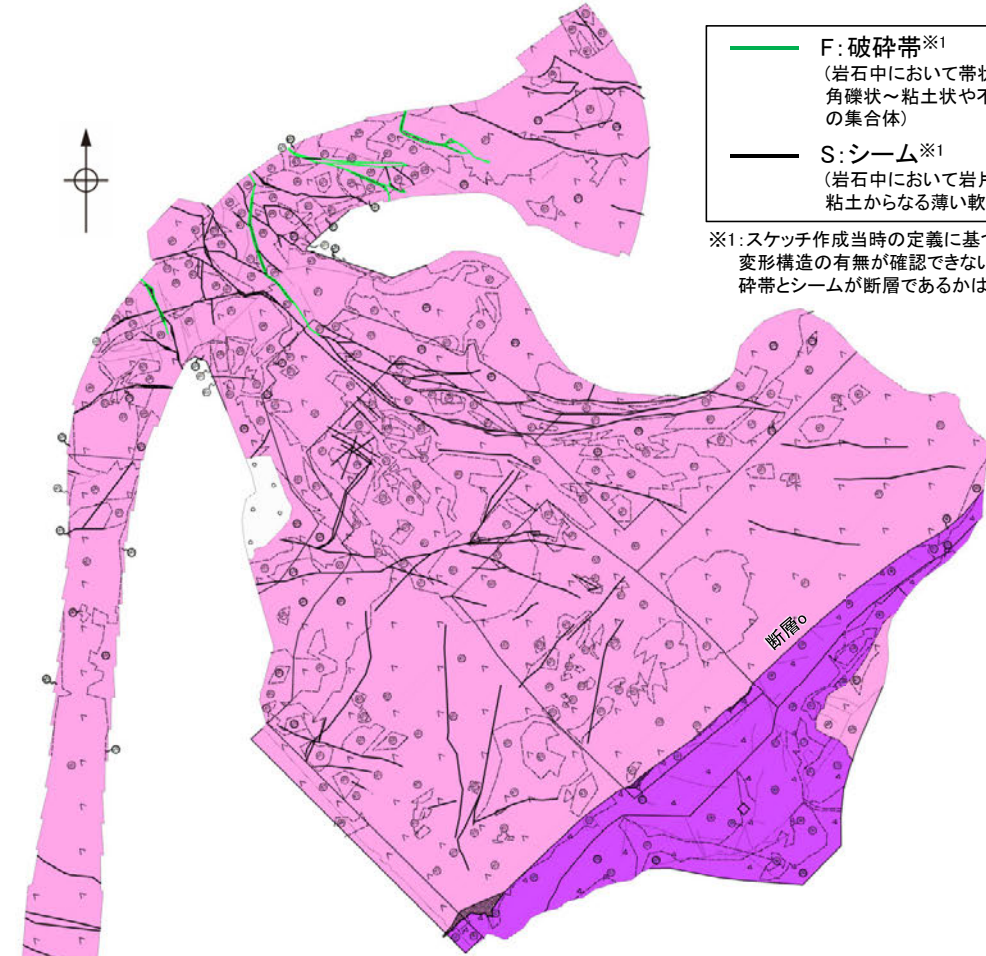 F:破砕帯※1
(岩石中において帯状
角礫状～粘土状や不
の集合体)
S:シーム※1
(岩石中において岩片
粘土からなる薄い軟
※1:スケッチ作成当時の定義に基づ
変形構造の有無が確認できない
砕帯とシームが断層であるかは
断層o